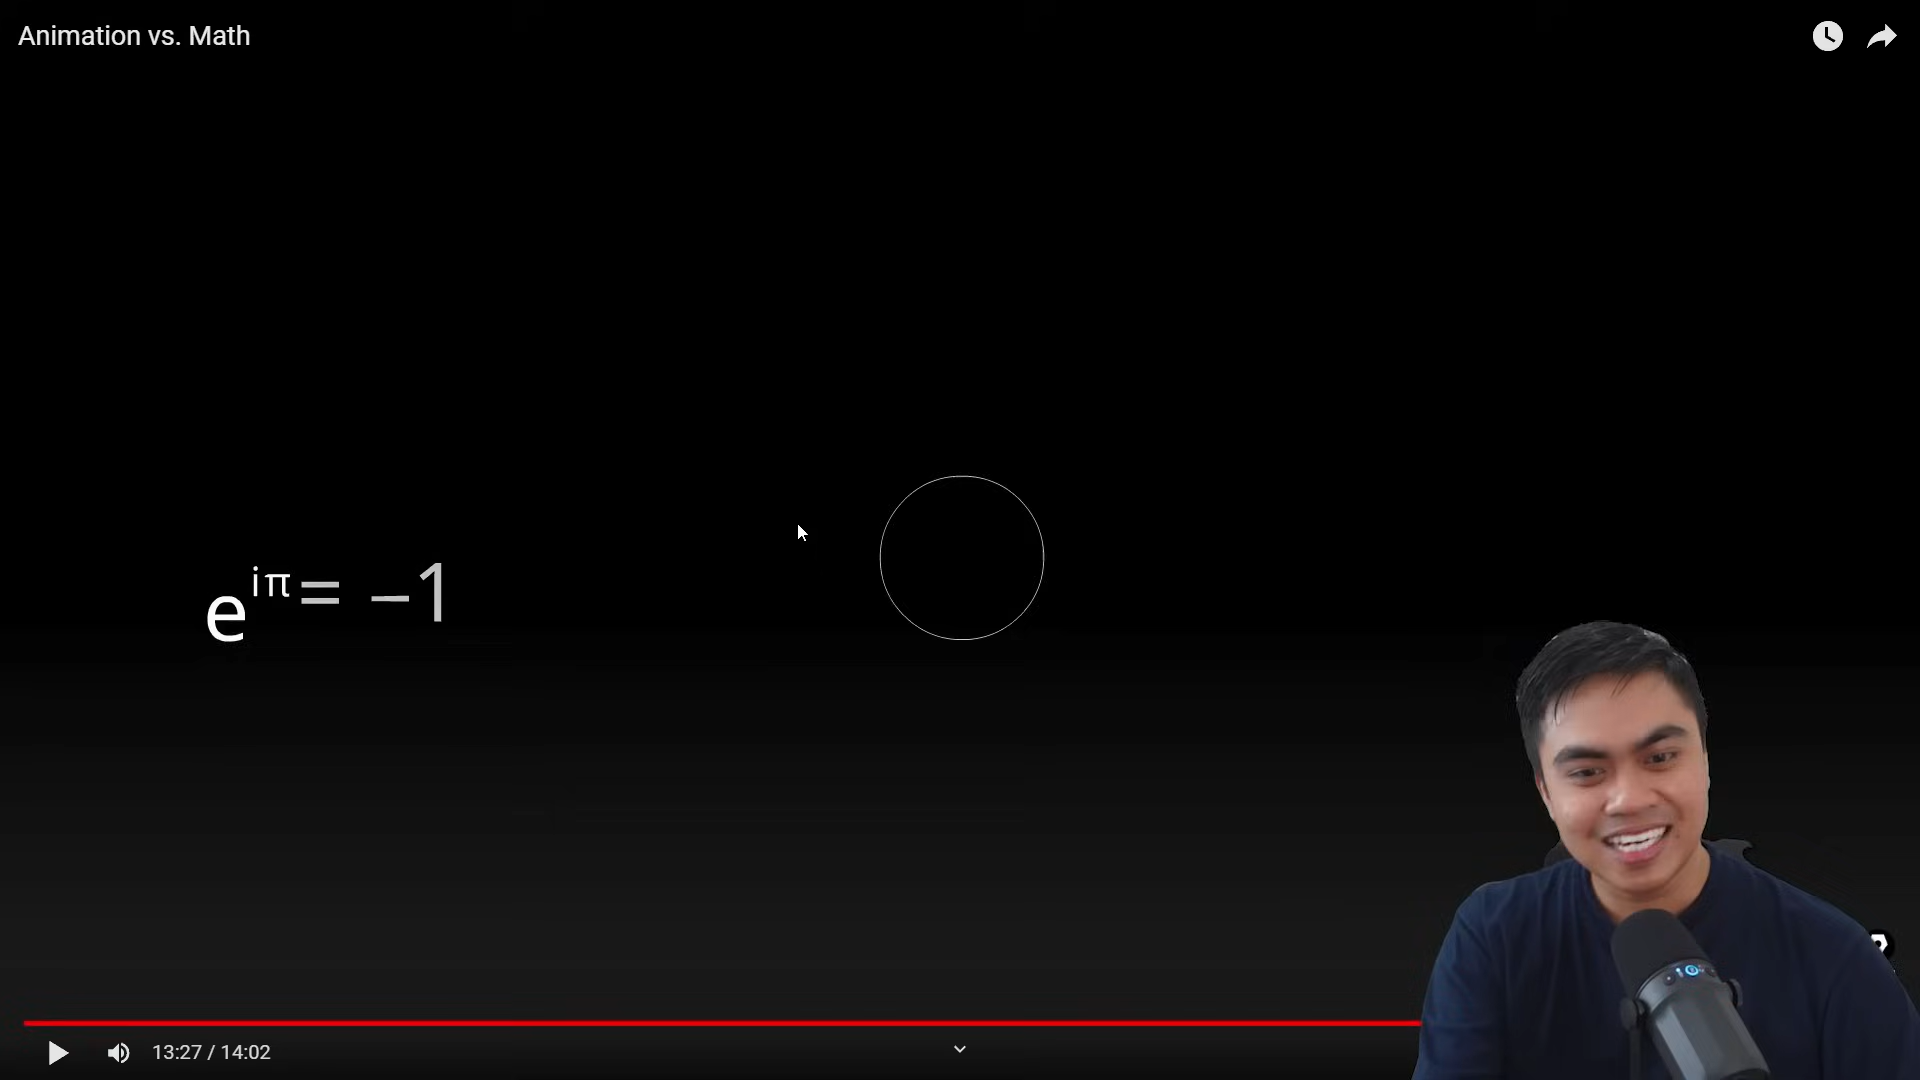 Animation vs. Math
e^iπ = −1
13:27 / 14:02